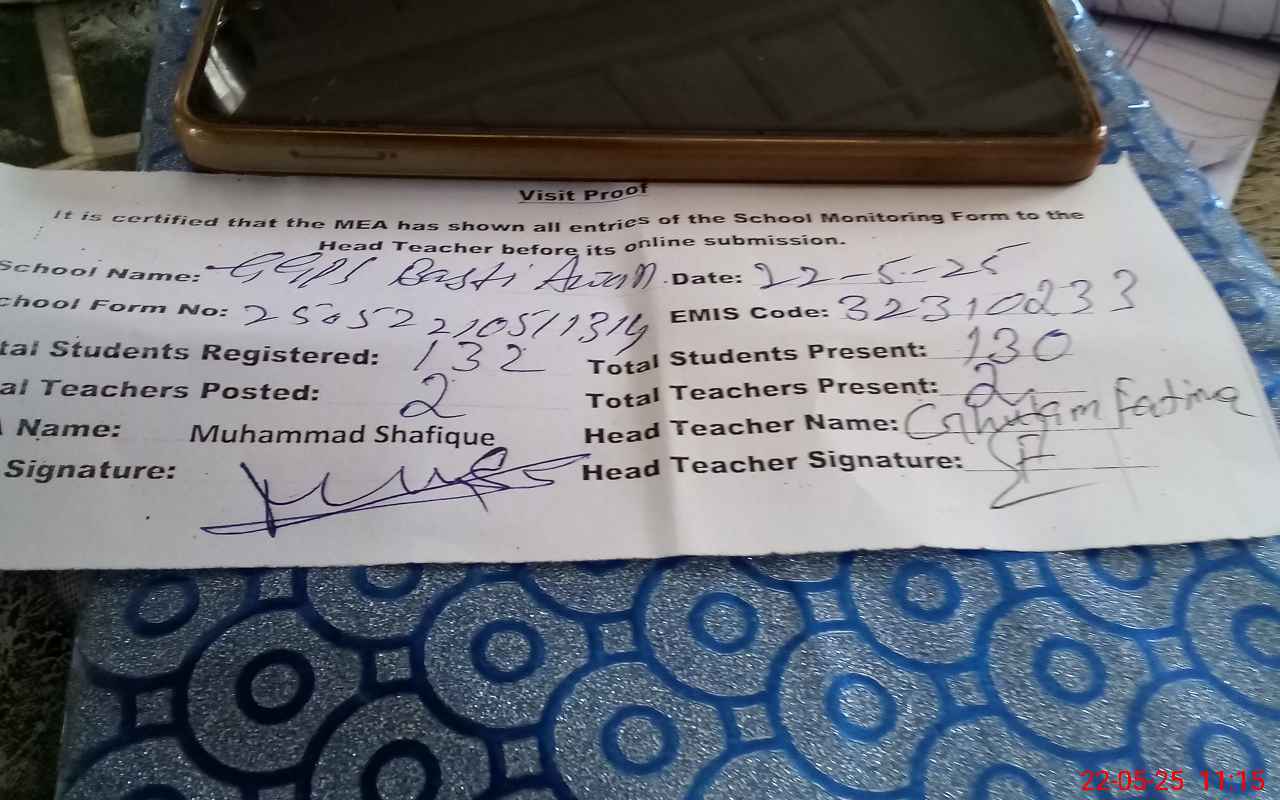 Visit Proof
It is certified that the MEA has shown all entries of the School Monitoring Form to the
Head Teacher before its online submission.
School Name: GGPS Basti Awan Date: 22-5-25
chool Form No: EMIS Code: 32310233
tal Students Registered: 132 Total Students Present: 130
al Teachers Posted: 2 Total Teachers Present: 2
Name: Muhammad Shafique Head Teacher Name: Ghulam Fatima
Signature: Head Teacher Signature:
22-05-25 11:15